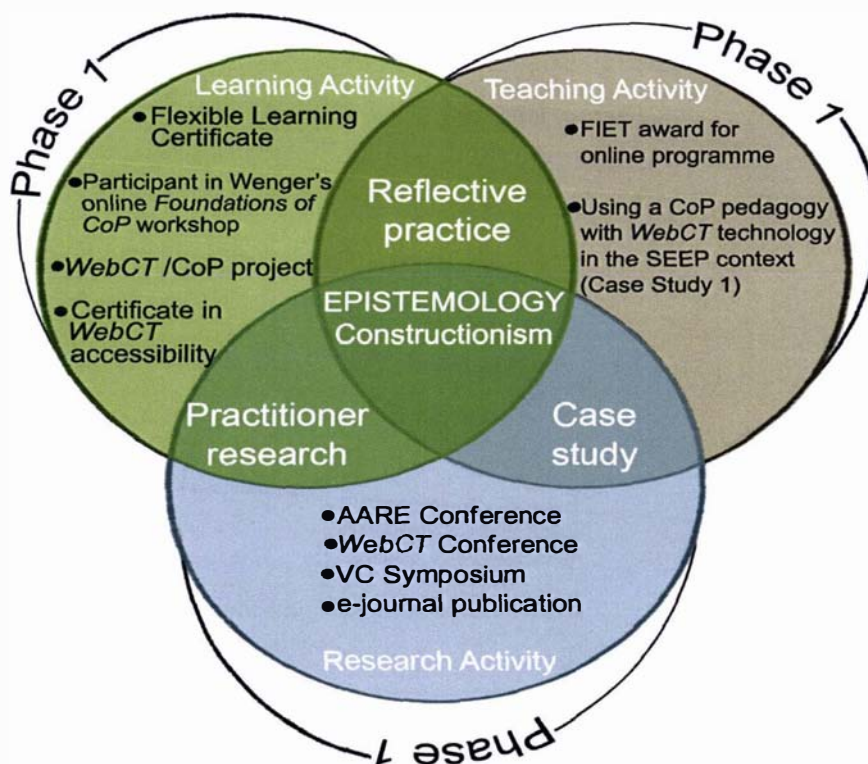 Phase 1
Phase 1
Learning Activity
•Flexible Learning
Certificate
•Participant in Wenger's
online Foundations of
CoP workshop
•WebCT /CoP project
•Certificate in
WebCT
accessibility
Teaching Activity
•FIET award for
online programme
•Using a CoP pedagogy
with WebCT technology
in the SEEP context
(Case Study 1)
Reflective
practice
EPISTEMOLOGY
Constructionism
Practitioner
research
Case
study
•AARE Conference
•WebCT Conference
•VC Symposium
•e-journal publication
Research Activity
Phase 1